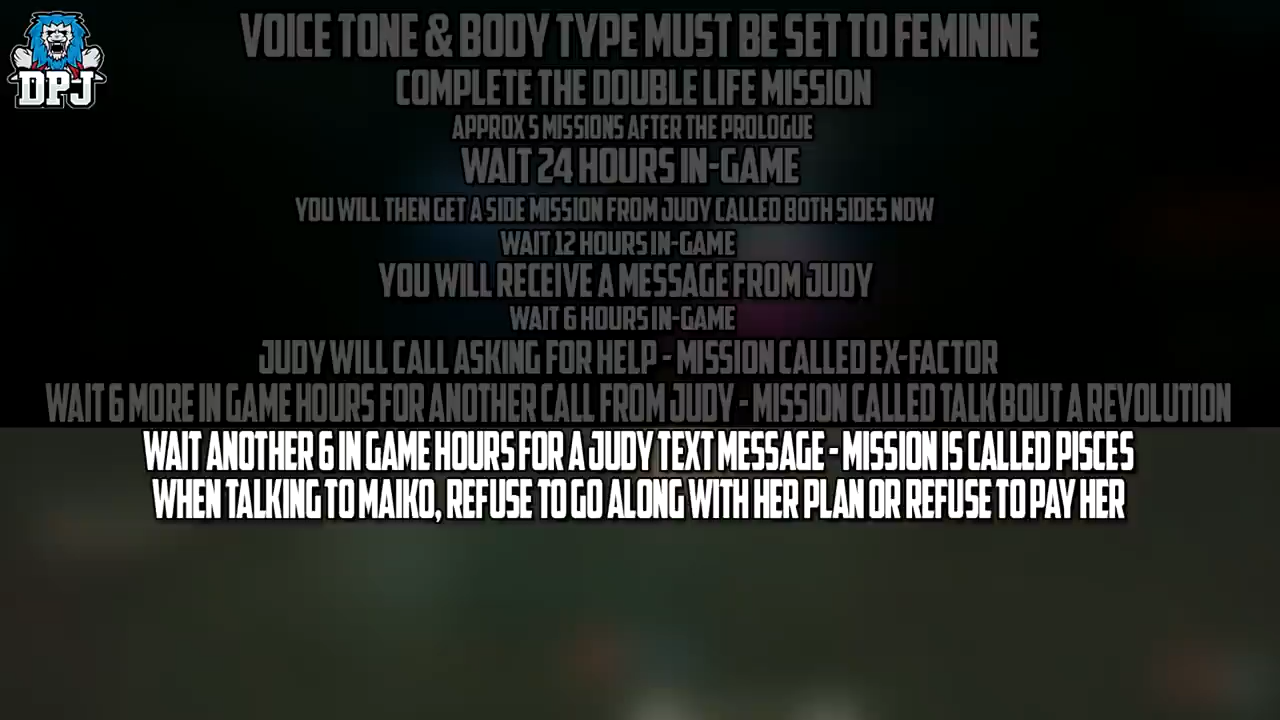 DPJ
VOICE TONE & BODY TYPE MUST BE SET TO FEMININE
COMPLETE THE DOUBLE LIFE MISSION
APPROX 5 MISSIONS AFTER THE PROLOGUE
WAIT 24 HOURS IN-GAME
YOU WILL THEN GET A SIDE MISSION FROM JUDY CALLED BOTH SIDES NOW
WAIT 12 HOURS IN-GAME
YOU WILL RECEIVE A MESSAGE FROM JUDY
WAIT 6 HOURS IN-GAME
JUDY WILL CALL ASKING FOR HELP - MISSION CALLED EX-FACTOR
WAIT 6 MORE IN GAME HOURS FOR ANOTHER CALL FROM JUDY - MISSION CALLED TALK BOUT A REVOLUTION
WAIT ANOTHER 6 IN GAME HOURS FOR A JUDY TEXT MESSAGE - MISSION IS CALLED PISCES
WHEN TALKING TO MAIKO, REFUSE TO GO ALONG WITH HER PLAN OR REFUSE TO PAY HER